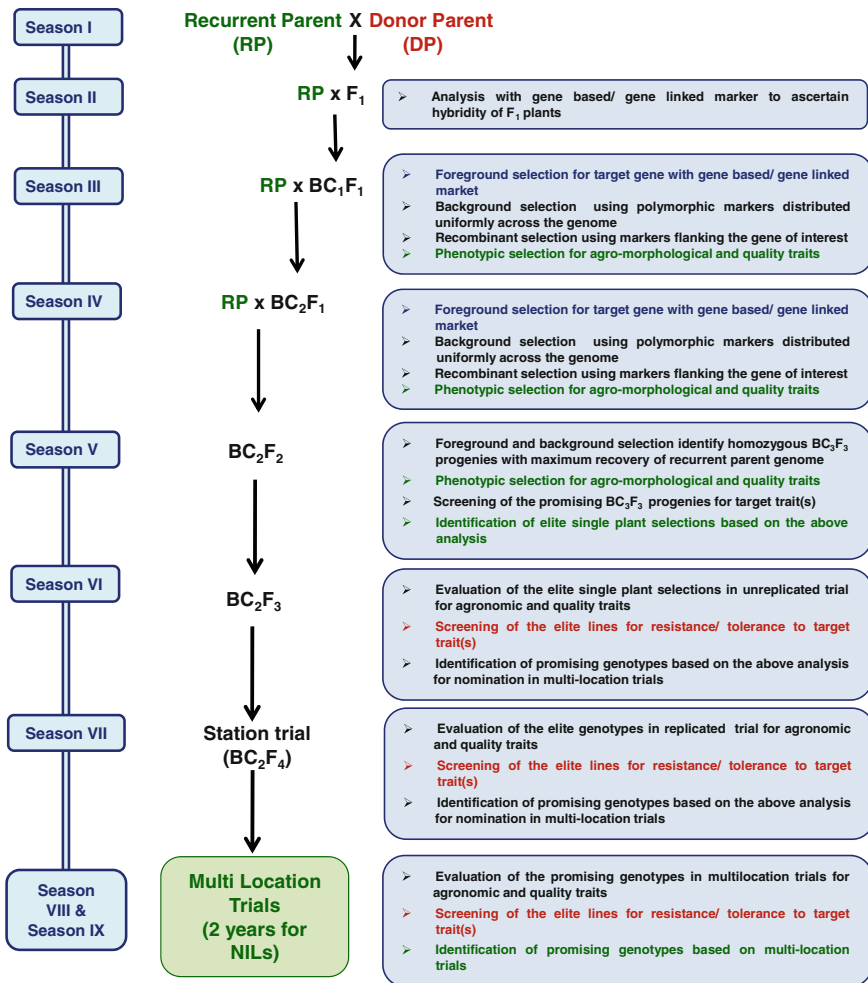 Season I
Recurrent Parent X Donor Parent
(RP) (DP)
Season II
RP x F₁
➢ Analysis with gene based/ gene linked marker to ascertain
hybridity of F₁ plants
Season III
RP x BC₁F₁
➢ Foreground selection for target gene with gene based/ gene linked
market
➢ Background selection using polymorphic markers distributed
uniformly across the genome
➢ Recombinant selection using markers flanking the gene of interest
➢ Phenotypic selection for agro-morphological and quality traits
Season IV
RP x BC₂F₁
➢ Foreground selection for target gene with gene based/ gene linked
market
➢ Background selection using polymorphic markers distributed
uniformly across the genome
➢ Recombinant selection using markers flanking the gene of interest
➢ Phenotypic selection for agro-morphological and quality traits
Season V
BC₂F₂
➢ Foreground and background selection identify homozygous BC₃F₃
progenies with maximum recovery of recurrent parent genome
➢ Phenotypic selection for agro-morphological and quality traits
➢ Screening of the promising BC₃F₃ progenies for target trait(s)
➢ Identification of elite single plant selections based on the above
analysis
Season VI
BC₂F₃
➢ Evaluation of the elite single plant selections in unreplicated trial
for agronomic and quality traits
➢ Screening of the elite lines for resistance/ tolerance to target
trait(s)
➢ Identification of promising genotypes based on the above analysis
for nomination in multi-location trials
Season VII
Station trial
(BC₂F₄)
➢ Evaluation of the elite genotypes in replicated trial for agronomic
and quality traits
➢ Screening of the elite lines for resistance/ tolerance to target
trait(s)
➢ Identification of promising genotypes based on the above analysis
for nomination in multi-location trials
Season
VIII &
Season IX
Multi Location
Trials
(2 years for
NILs)
➢ Evaluation of the promising genotypes in multilocation trials for
agronomic and quality traits
➢ Screening of the elite lines for resistance/ tolerance to target
trait(s)
➢ Identification of promising genotypes based on multi-location
trials